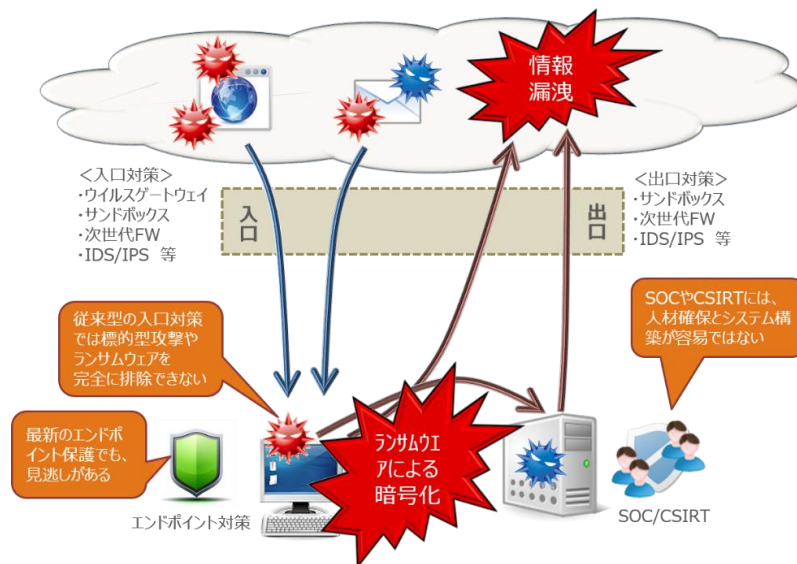 情報
漏洩
＜入口対策＞
・ウイルスゲートウェイ
・サンドボックス
・次世代FW
・IDS/IPS 等
入口
出口
＜出口対策＞
・サンドボックス
・次世代FW
・IDS/IPS 等
従来型の入口対策
では標的型攻撃や
ランサムウェアを
完全に排除できない
SOCやCSIRTには、
人材確保とシステム構
築が容易ではない
最新のエンドポ
イント保護でも、
見逃しがある
ランサムウエ
アによる
暗号化
エンドポイント対策
SOC/CSIRT